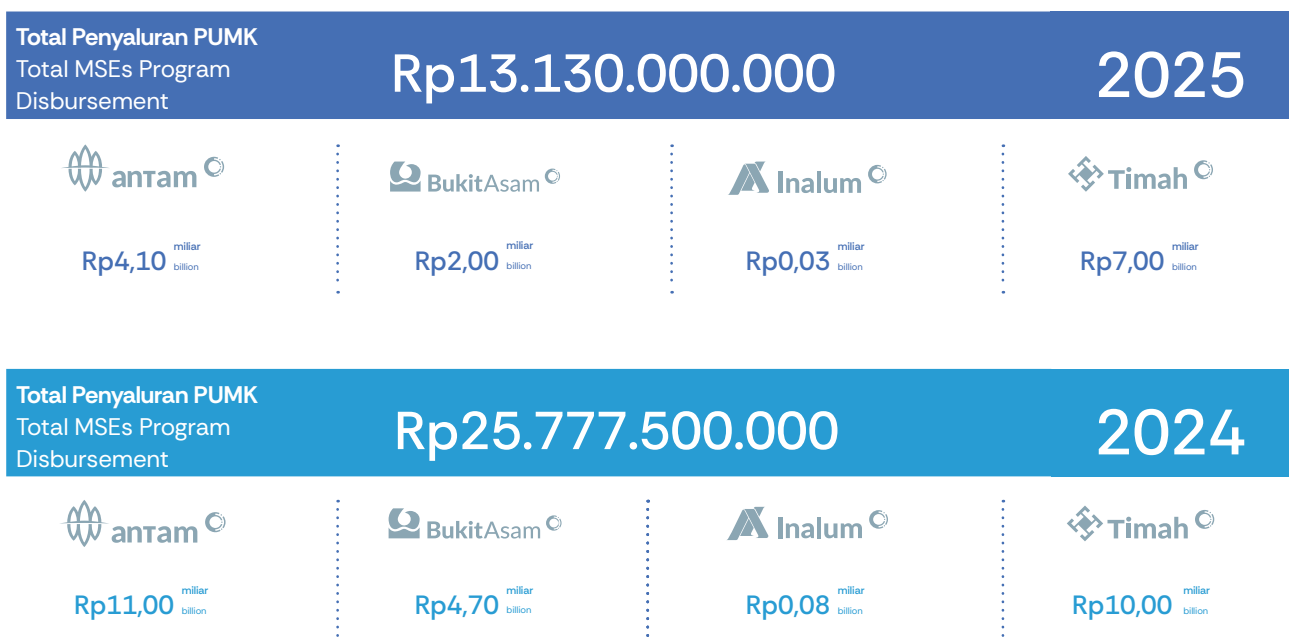 Total Penyaluran PUMK
Total MSEs Program
Disbursement
Rp13.130.000.000
2025
anTam
BukitAsam
Inalum
Timah
Rp4,10 miliar billion
Rp2,00 miliar billion
Rp0,03 miliar billion
Rp7,00 miliar billion
Total Penyaluran PUMK
Total MSEs Program
Disbursement
Rp25.777.500.000
2024
anTam
BukitAsam
Inalum
Timah
Rp11,00 miliar billion
Rp4,70 miliar billion
Rp0,08 miliar billion
Rp10,00 miliar billion